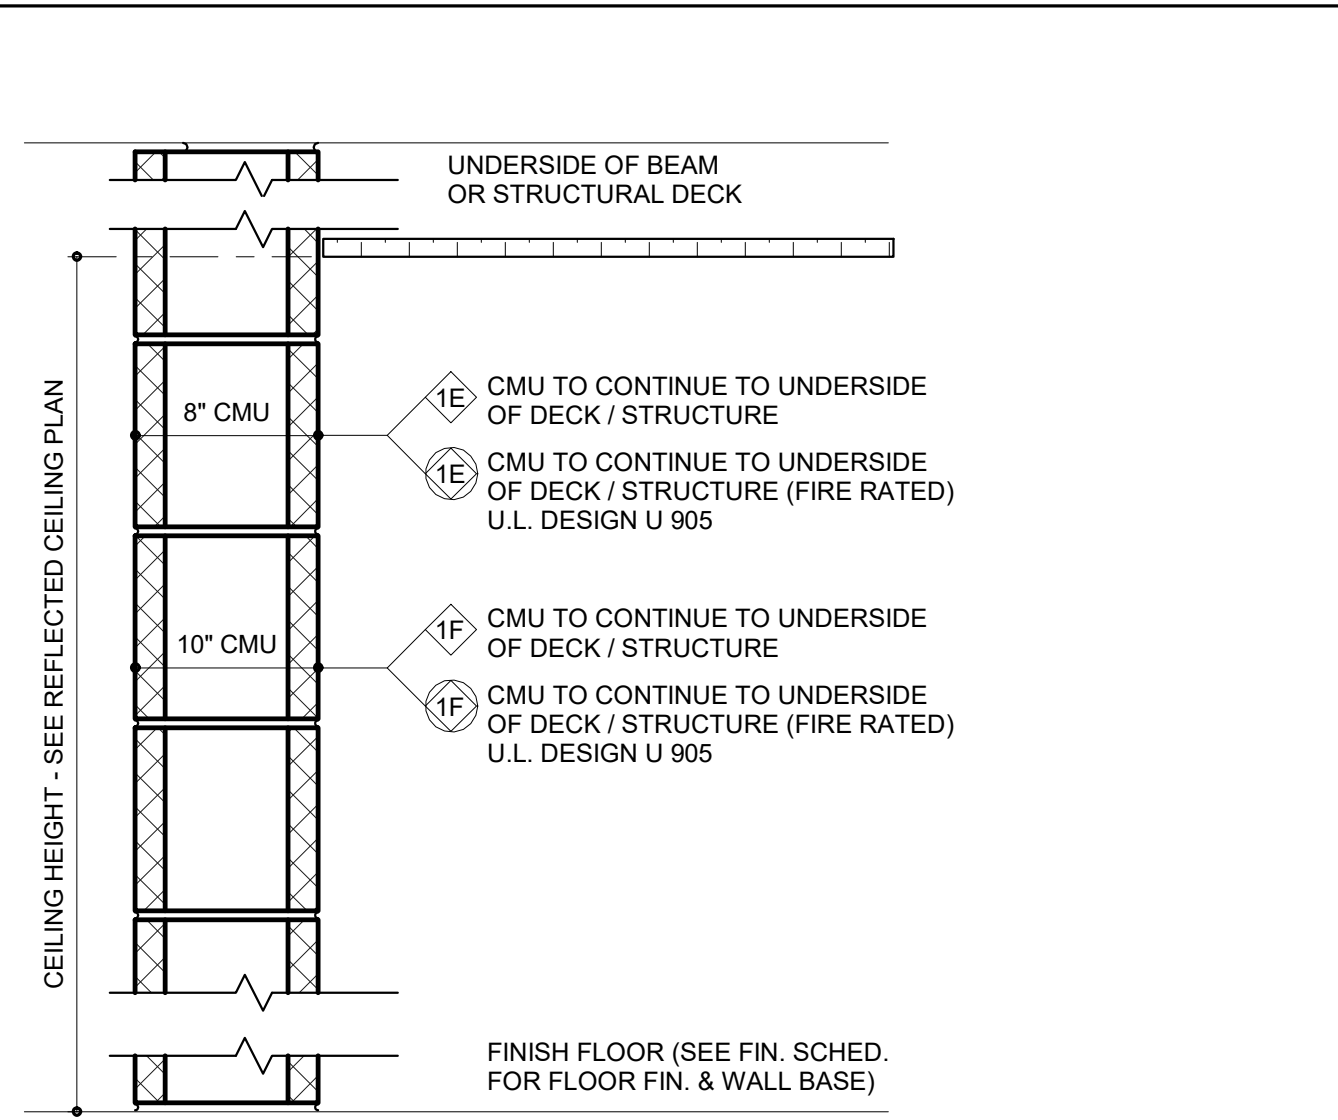 UNDERSIDE OF BEAM
OR STRUCTURAL DECK
CEILING HEIGHT - SEE REFLECTED CEILING PLAN
8" CMU
1E
CMU TO CONTINUE TO UNDERSIDE
OF DECK / STRUCTURE
1E
CMU TO CONTINUE TO UNDERSIDE
OF DECK / STRUCTURE (FIRE RATED)
U.L. DESIGN U 905
10" CMU
1F
CMU TO CONTINUE TO UNDERSIDE
OF DECK / STRUCTURE
1F
CMU TO CONTINUE TO UNDERSIDE
OF DECK / STRUCTURE (FIRE RATED)
U.L. DESIGN U 905
FINISH FLOOR (SEE FIN. SCHED.
FOR FLOOR FIN. & WALL BASE)